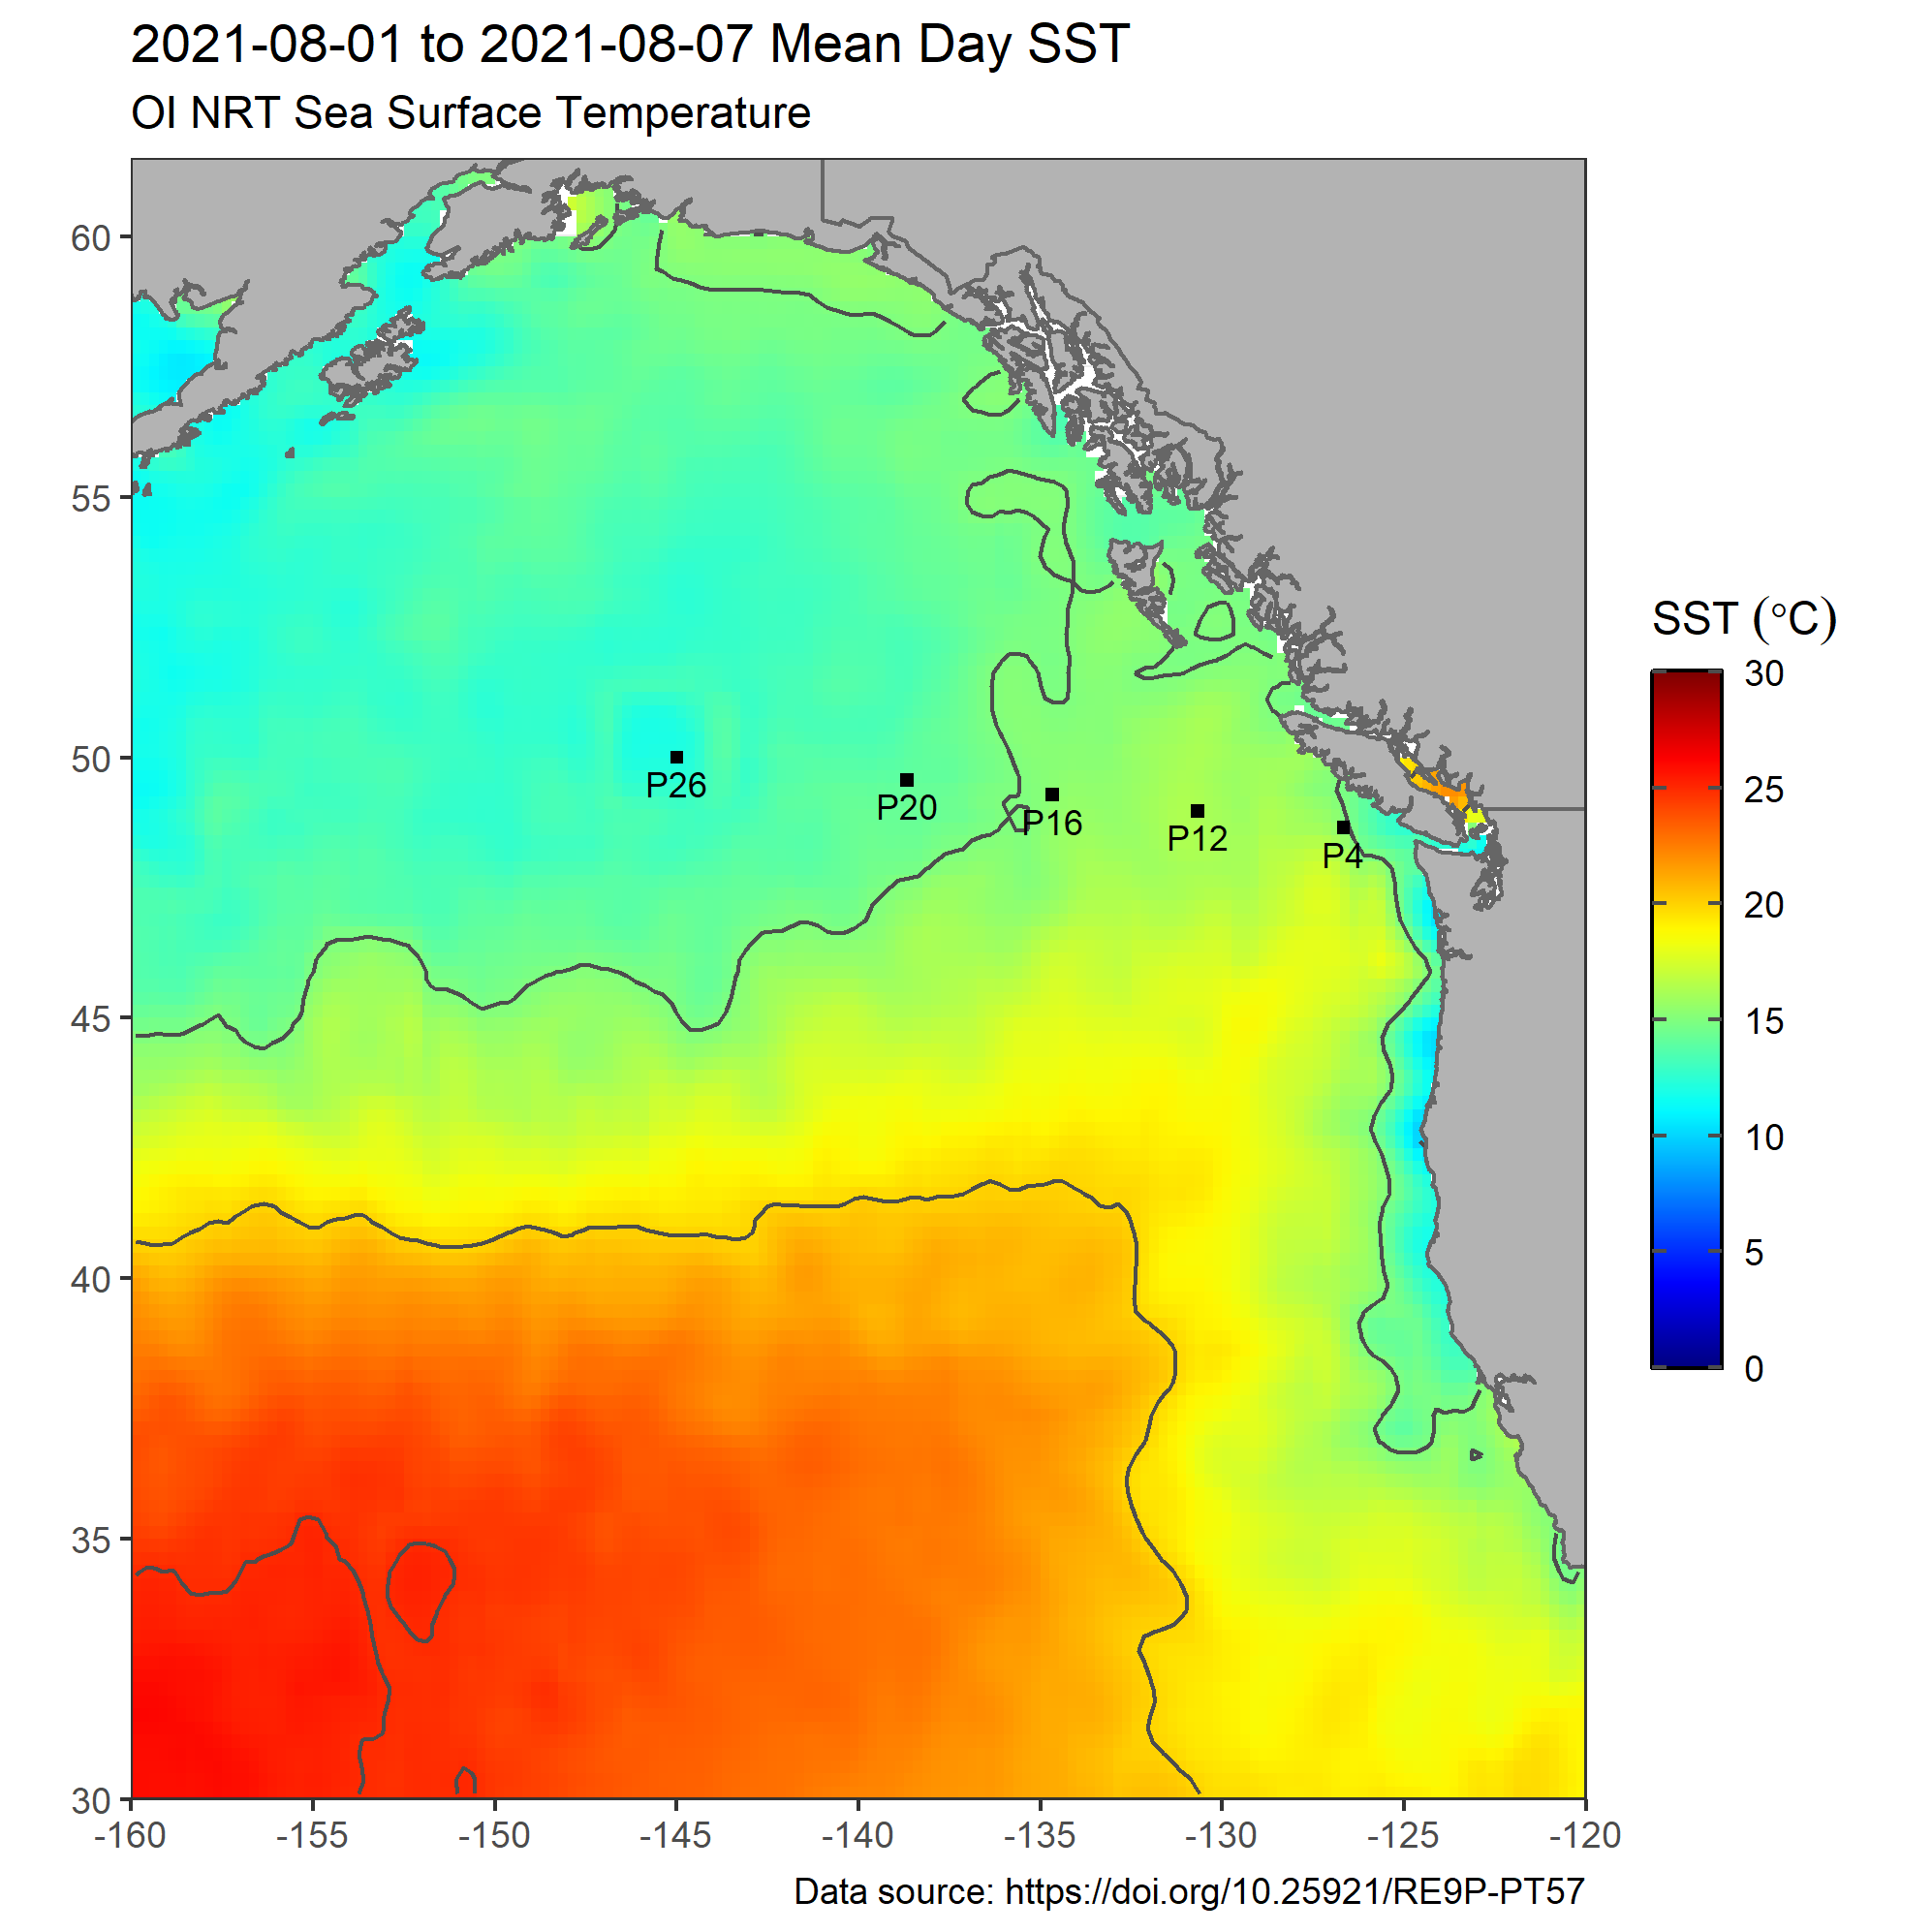 2021-08-01 to 2021-08-07 Mean Day SST
OI NRT Sea Surface Temperature
60
55
50
45
40
35
30
P26
P20
P16
P12
P4
-160
-155
-150
-145
-140
-135
-130
-125
-120
SST (°C)
30
25
20
15
10
5
0
Data source: https://doi.org/10.25921/RE9P-PT57